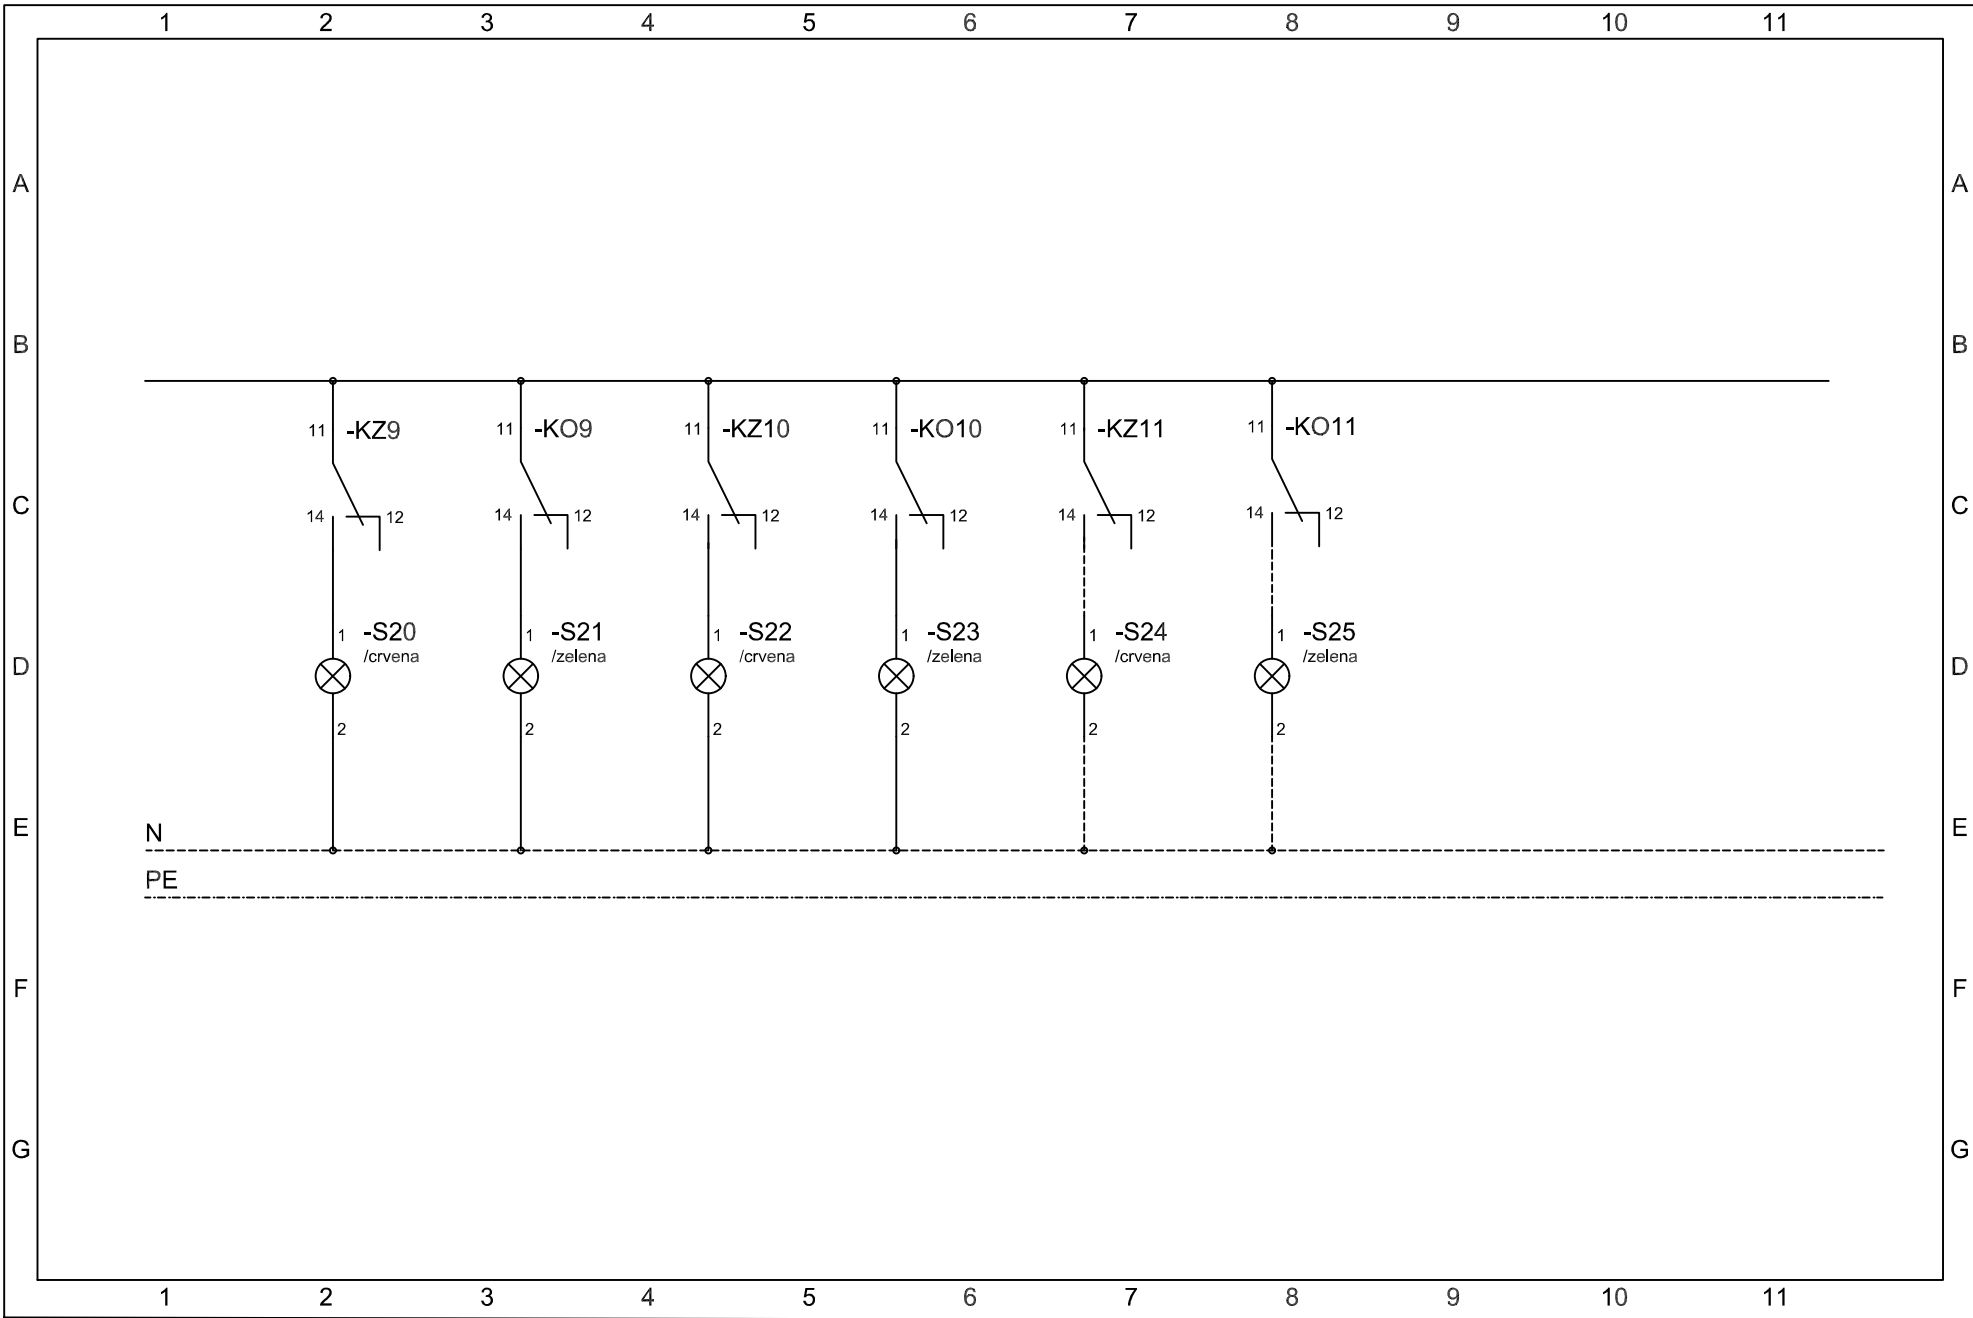 1 2 3 4 5 6 7 8 9 10 11
A A
B B
11 -KZ9 11 -KO9 11 -KZ10 11 -KO10 11 -KZ11 11 -KO11
C C
14 12 14 12 14 12 14 12 14 12 14 12
1 -S20 1 -S21 1 -S22 1 -S23 1 -S24 1 -S25
/crvena /zelena /crvena /zelena /crvena /zelena
D D
2 2 2 2 2 2
E E
N
PE
F F
G G
1 2 3 4 5 6 7 8 9 10 11